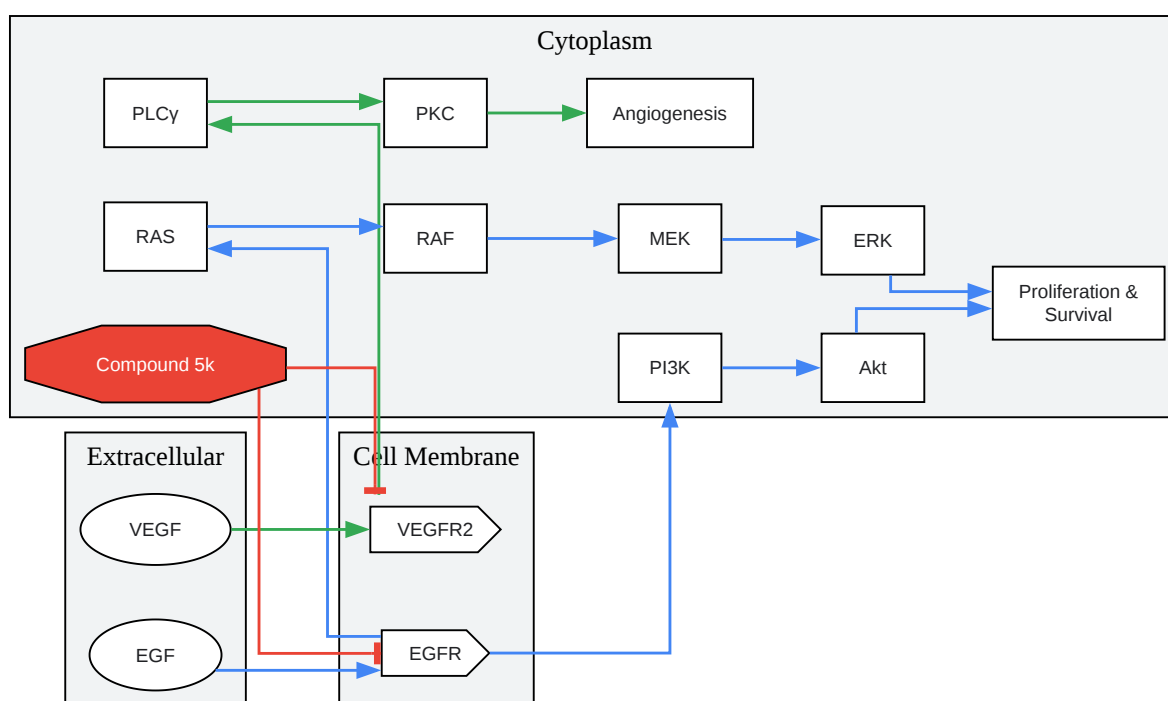 Cytoplasm
PLCγ
PKC
Angiogenesis
RAS
RAF
MEK
ERK
Proliferation &
Survival
Compound 5k
PI3K
Akt
Extracellular
Cell Membrane
VEGF
VEGFR2
EGF
EGFR